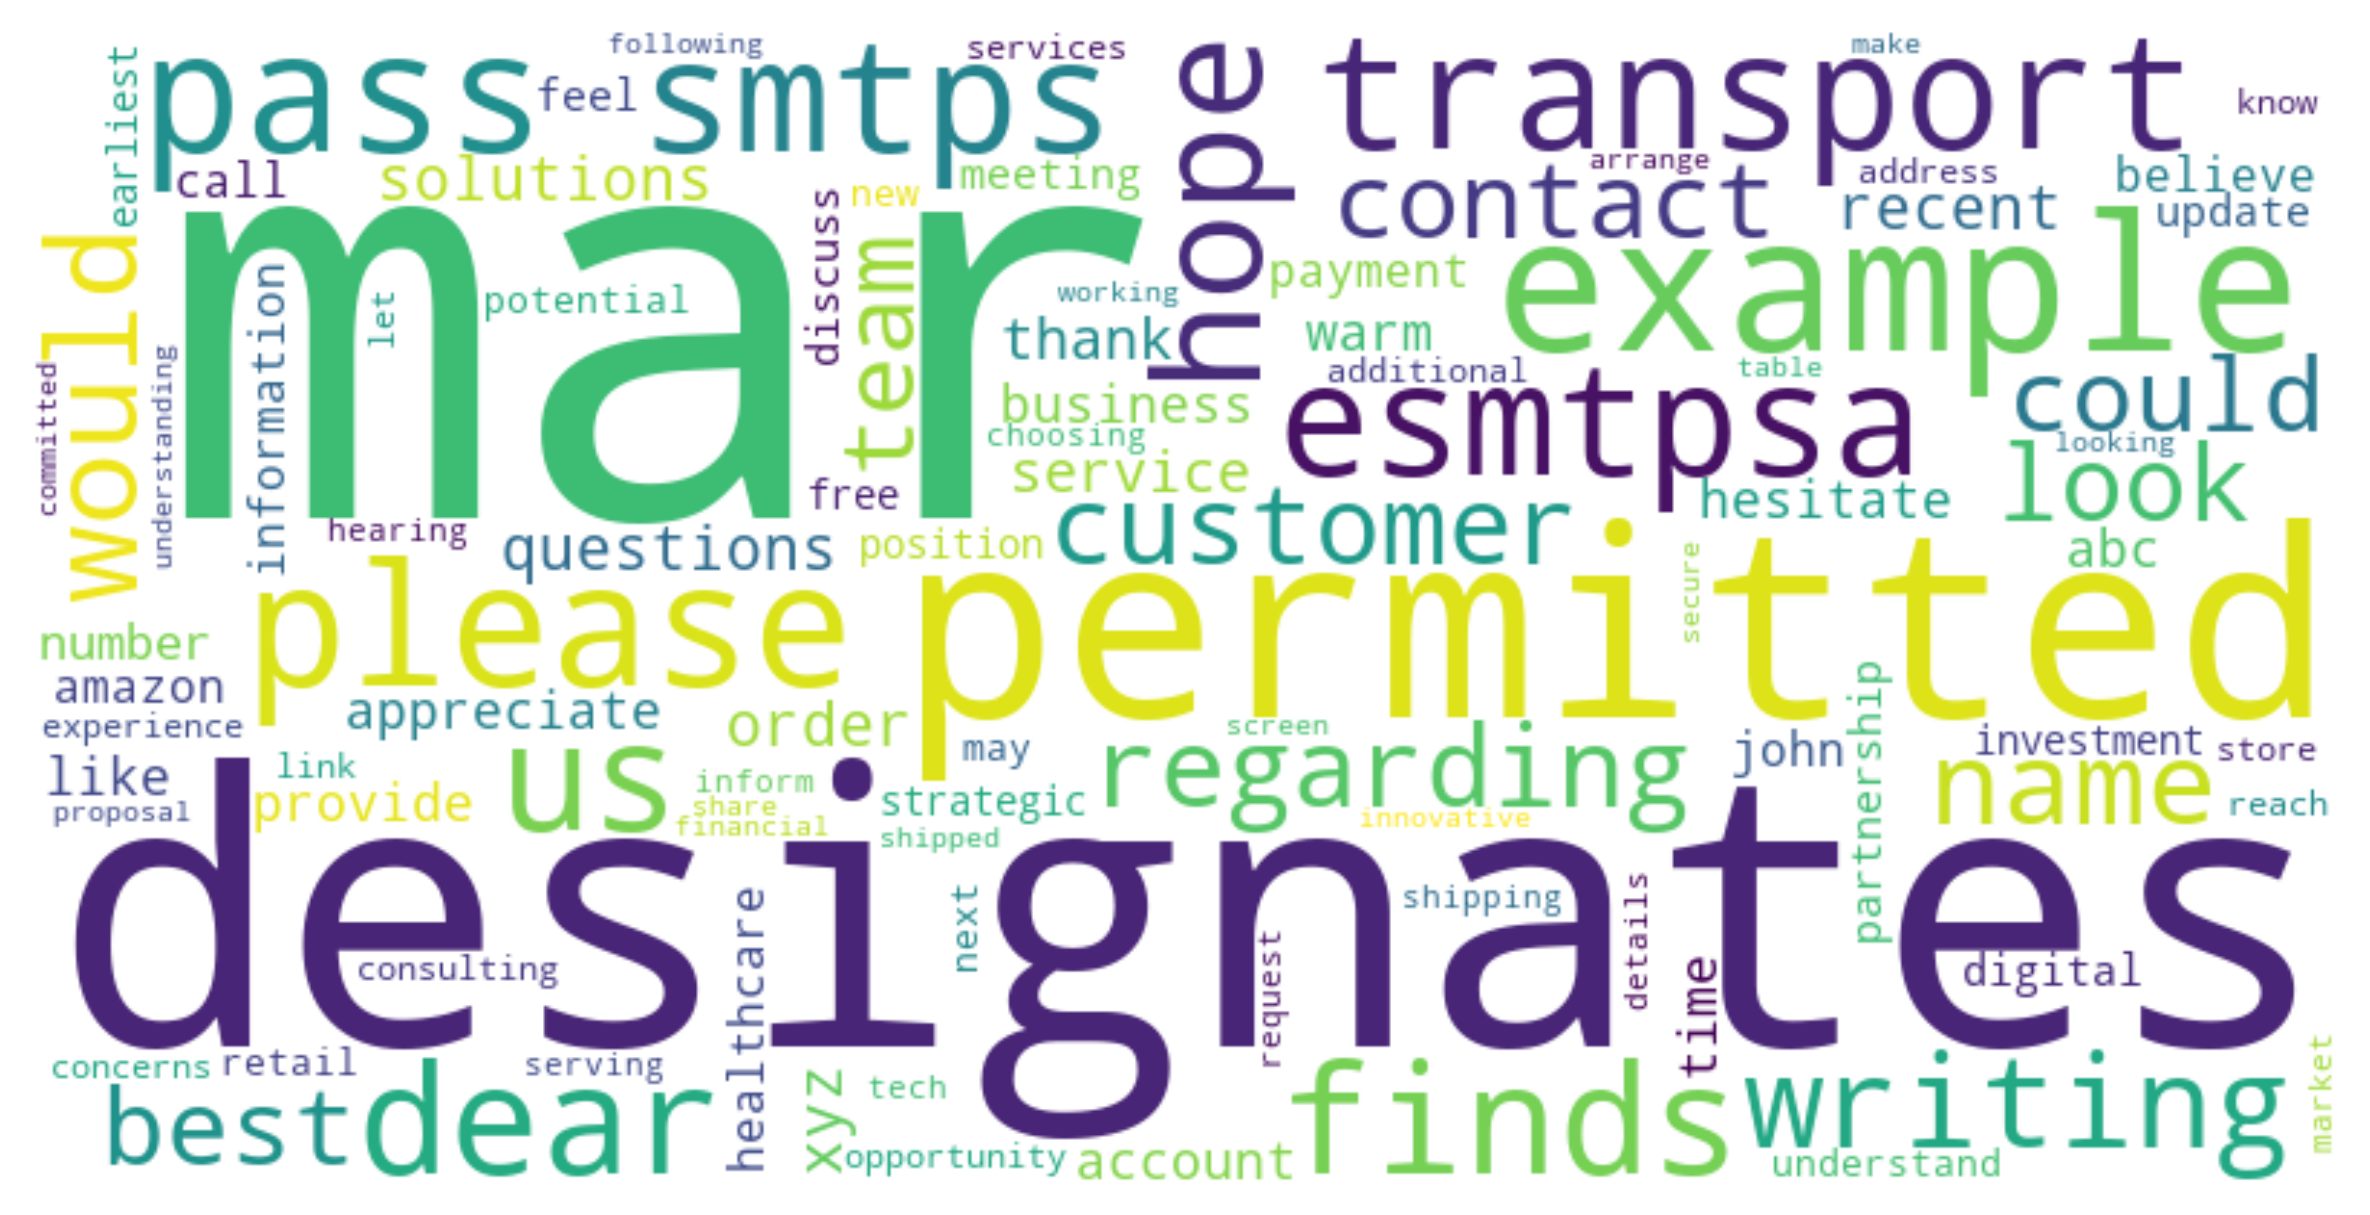 following
services
make
earliest
pass
feel
smtps
hope
transport
know
call
solutions
meeting
arrange
address
believe
new
discuss
contact
recent
update
would
mar
information
let
potential
team
working
payment
example
thank
warm
committed
understanding
additional
table
could
business
choosing
esmtpsa
looking
service
free
look
hearing
questions
position
customer
hesitate
abc
please
permitted
secure
number
amazon
experience
appreciate
order
may
screen
regarding
john
partnership
investment
store
like
link
us
inform
name
proposal
provide
share
strategic
reach
financial
innovative
shipped
designates
consulting
healthcare
next
request
shipping
details
time
digital
concerns
retail
serving
xyz
tech
market
best
dear
opportunity
account
finds
writing
understand